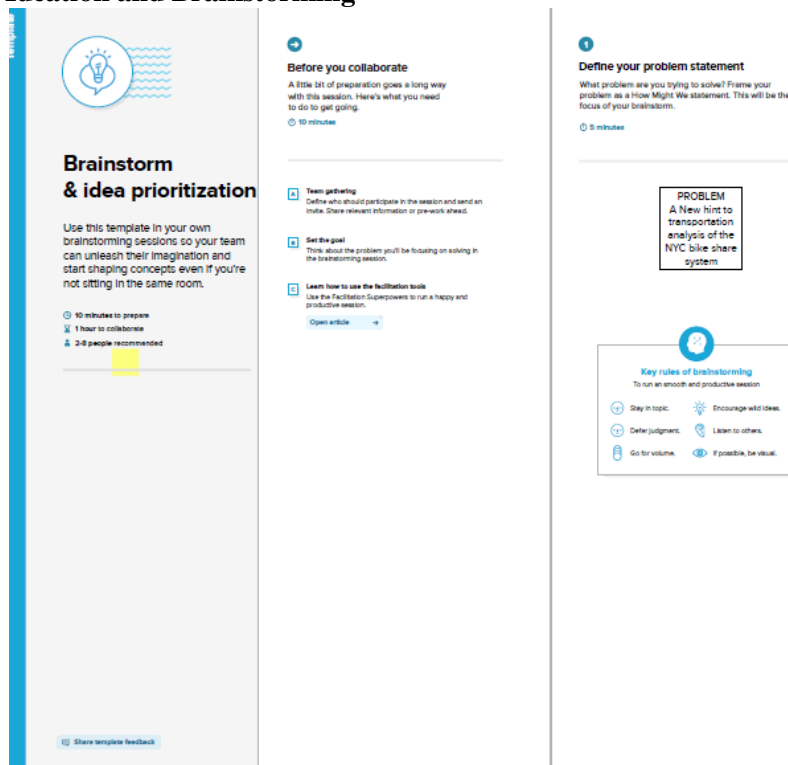 Ideation and Brainstorming
Template
Brainstorm
& idea prioritization
Use this template in your own
brainstorming sessions so your team
can unleash their imagination and
start shaping concepts even if you're
not sitting in the same room.
10 minutes to prepare
1 hour to collaborate
2-8 people recommended
Share template feedback
Before you collaborate
A little bit of preparation goes a long way
with this session. Here's what you need
to do to get going.
10 minutes
A Team gathering
Define who should participate in the session and send an
invite. Share relevant information or pre-work ahead.
B Set the goal
Think about the problem you'll be focusing on solving in
the brainstorming session.
C Learn how to use the facilitation tools
Use the Facilitation Superpowers to run a happy and
productive session.
Open article
1
Define your problem statement
What problem are you trying to solve? Frame your
problem as a How Might We statement. This will be the
focus of your brainstorm.
5 minutes
PROBLEM
A New hint to
transportation
analysis of the
NYC bike share
system
Key rules of brainstorming
To run an smooth and productive session
Stay in topic. Encourage wild ideas.
Defer judgment. Listen to others.
Go for volume. If possible, be visual.